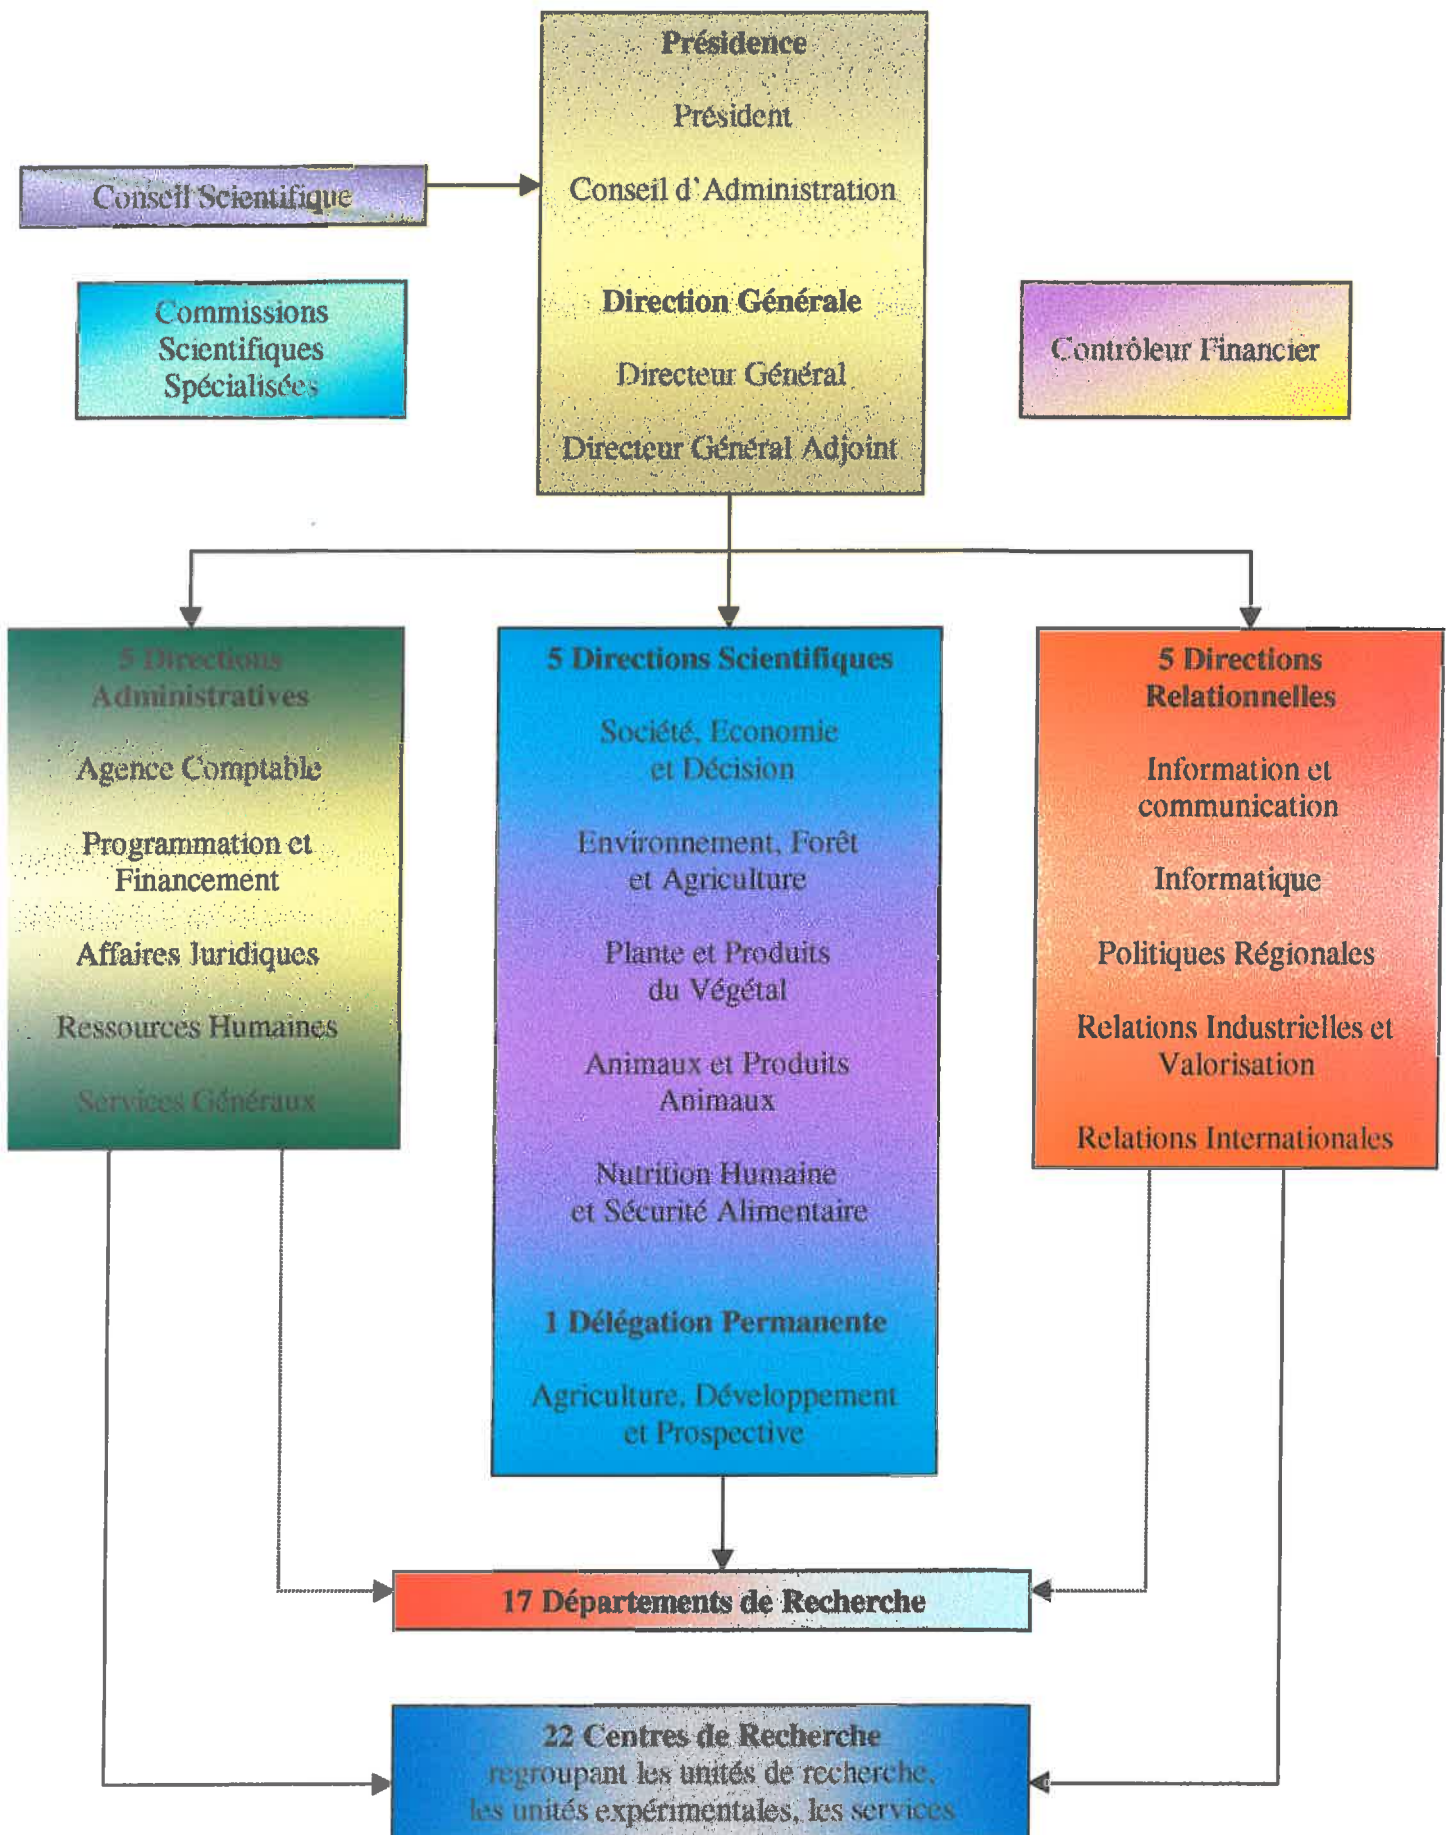 Présidence
Président
Conseil d'Administration
Direction Générale
Directeur Général
Directeur Général Adjoint
Conseil Scientifique
Commissions
Scientifiques
Spécialisées
Contrôleur Financier
5 Directions
Administratives
Agence Comptable
Programmation et
Financement
Affaires Juridiques
Ressources Humaines
Services Généraux
5 Directions Scientifiques
Société, Economie
et Décision
Environnement, Forêt
et Agriculture
Plante et Produits
du Végétal
Animaux et Produits
Animaux
Nutrition Humaine
et Sécurité Alimentaire
1 Délégation Permanente
Agriculture, Développement
et Prospective
5 Directions
Relationnelles
Information et
communication
Informatique
Politiques Régionales
Relations Industrielles et
Valorisation
Relations Internationales
17 Départements de Recherche
22 Centres de Recherche
regroupant les unités de recherche,
les unités expérimentales, les services